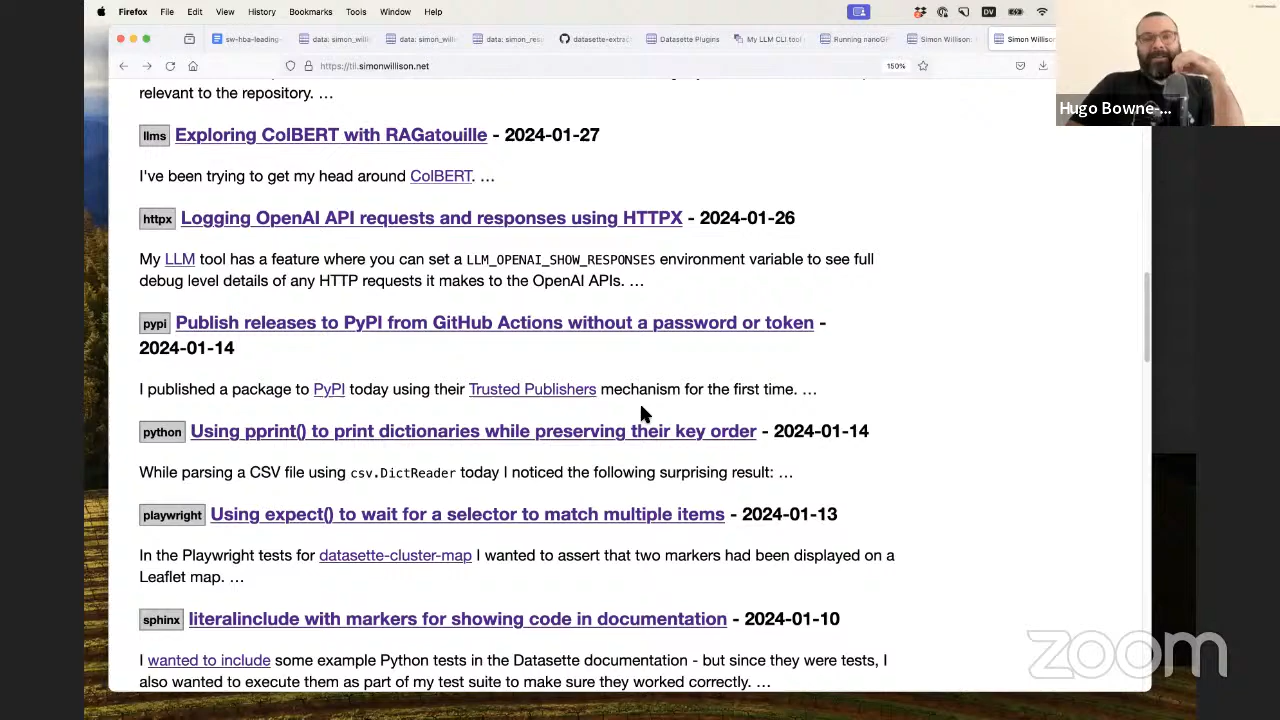 Firefox File Edit View History Bookmarks Tools Window Help
sw-hba-leading- data: simon_wil data: simon_will data: simon_res datasette-extra Datasette Plugins My LLM CLI tool Running nanoGP Simon Willison: Simon Willison
https://til.simonwillison.net 150%
relevant to the repository. …
llms Exploring ColBERT with RAGatouille - 2024-01-27
I've been trying to get my head around ColBERT. …
httpx Logging OpenAI API requests and responses using HTTPX - 2024-01-26
My LLM tool has a feature where you can set a LLM_OPENAI_SHOW_RESPONSES environment variable to see full
debug level details of any HTTP requests it makes to the OpenAI APIs. …
pypi Publish releases to PyPI from GitHub Actions without a password or token -
2024-01-14
I published a package to PyPI today using their Trusted Publishers mechanism for the first time. …
python Using pprint() to print dictionaries while preserving their key order - 2024-01-14
While parsing a CSV file using csv.DictReader today I noticed the following surprising result: …
playwright Using expect() to wait for a selector to match multiple items - 2024-01-13
In the Playwright tests for datasette-cluster-map I wanted to assert that two markers had been displayed on a
Leaflet map. …
sphinx literalinclude with markers for showing code in documentation - 2024-01-10
I wanted to include some example Python tests in the Datasette documentation - but since they were tests, I
also wanted to execute them as part of my test suite to make sure they worked correctly. …
Hugo Bowne-...
zoom